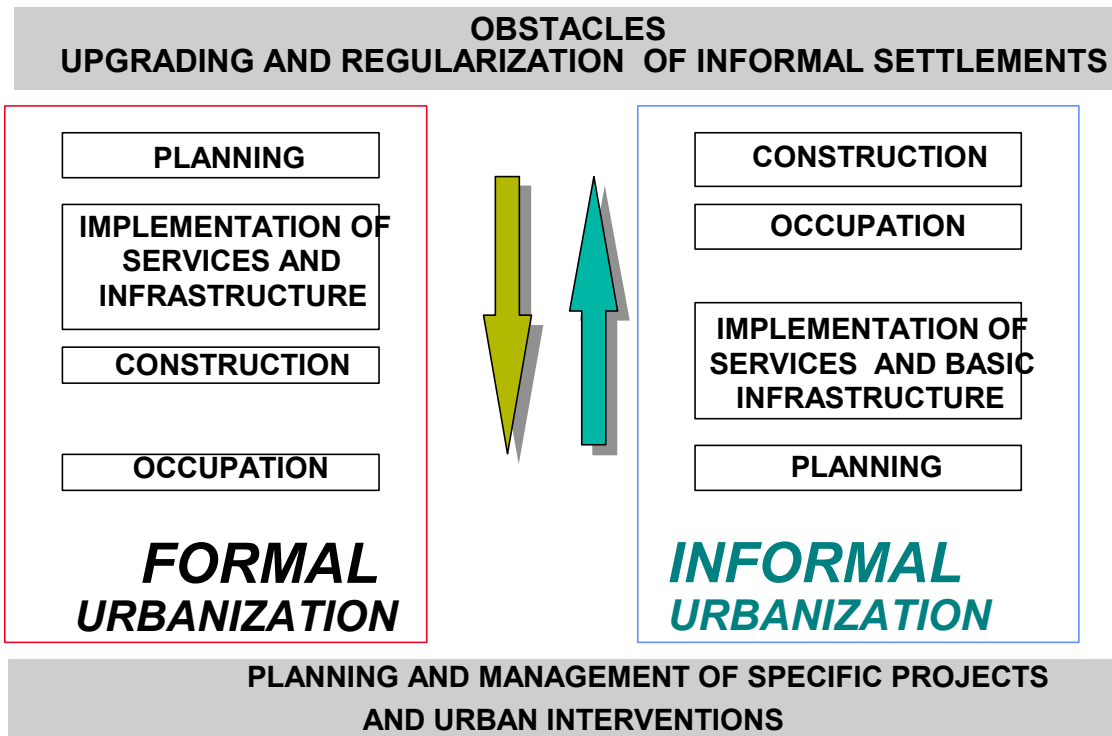 OBSTACLES
UPGRADING AND REGULARIZATION OF INFORMAL SETTLEMENTS
PLANNING
IMPLEMENTATION OF
SERVICES AND
INFRASTRUCTURE
CONSTRUCTION
OCCUPATION
FORMAL
URBANIZATION
CONSTRUCTION
OCCUPATION
IMPLEMENTATION OF
SERVICES AND BASIC
INFRASTRUCTURE
PLANNING
INFORMAL
URBANIZATION
PLANNING AND MANAGEMENT OF SPECIFIC PROJECTS
AND URBAN INTERVENTIONS